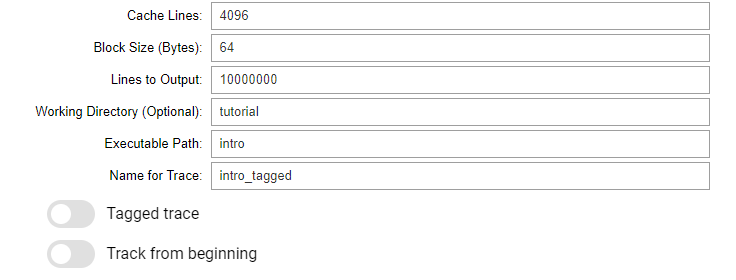 Cache Lines: 4096
Block Size (Bytes): 64
Lines to Output: 10000000
Working Directory (Optional): tutorial
Executable Path: intro
Name for Trace: intro_tagged
Tagged trace
Track from beginning